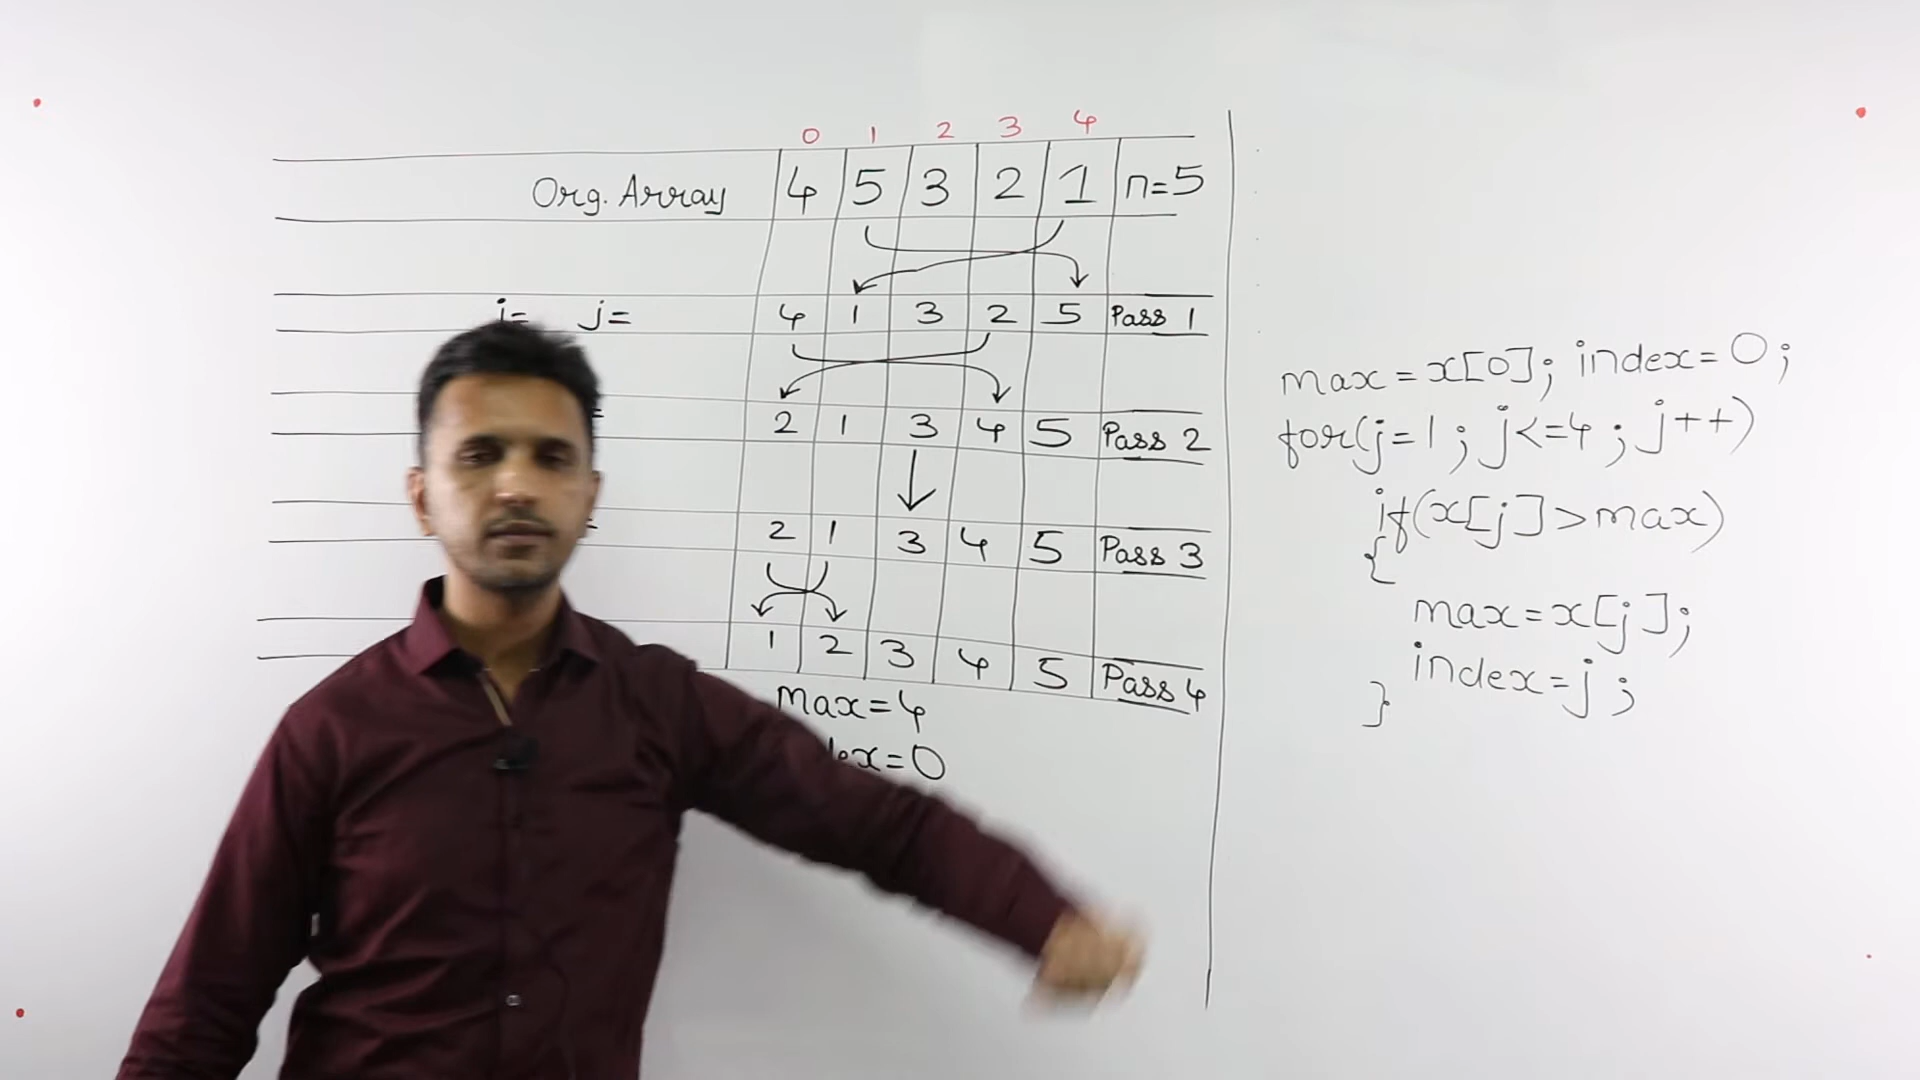 0 1 2 3 4
Org. Array 4 5 3 2 1 n=5
i= j= 4 1 3 2 5 Pass 1
= 2 1 3 4 5 Pass 2
= 2 1 3 4 5 Pass 3
1 2 3 4 5 Pass 4
max=4
=0
max=x[0]; index=0;
for(j=1; j<=4; j++)
if(x[j]>max)
{
max=x[j];
index=j;
}